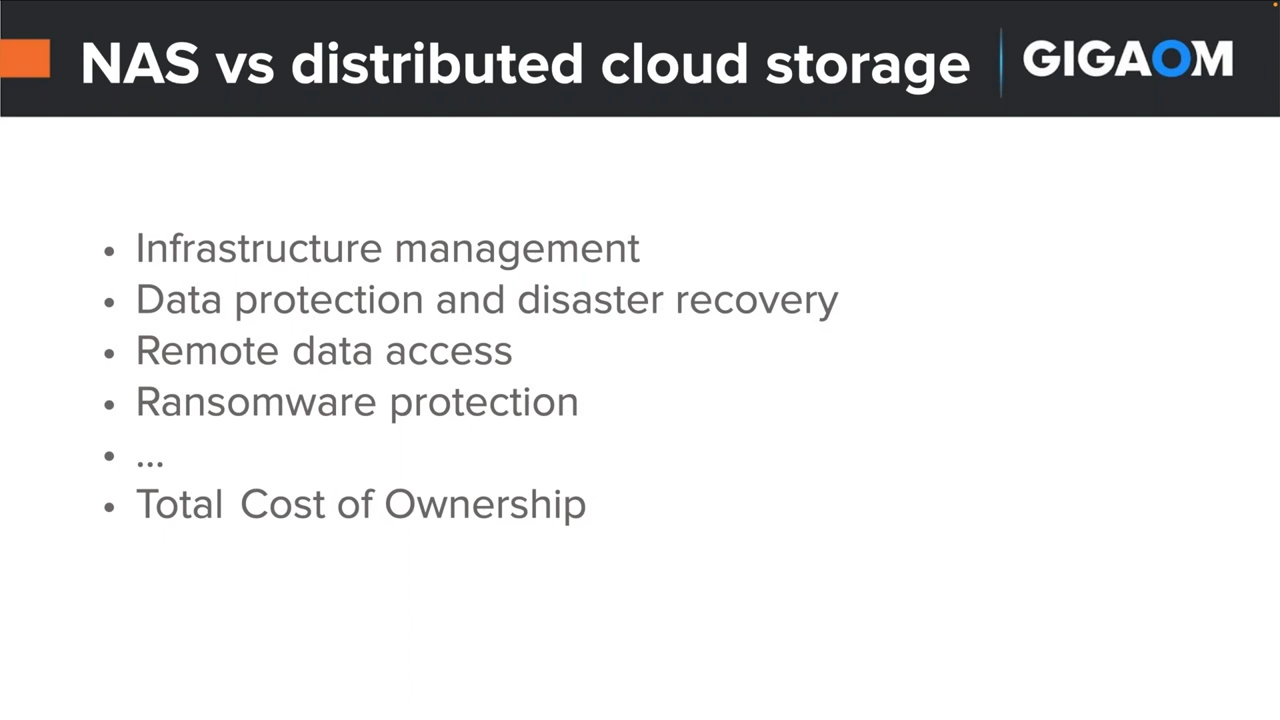 NAS vs distributed cloud storage
GIGAOM
• Infrastructure management
• Data protection and disaster recovery
• Remote data access
• Ransomware protection
• ...
• Total Cost of Ownership